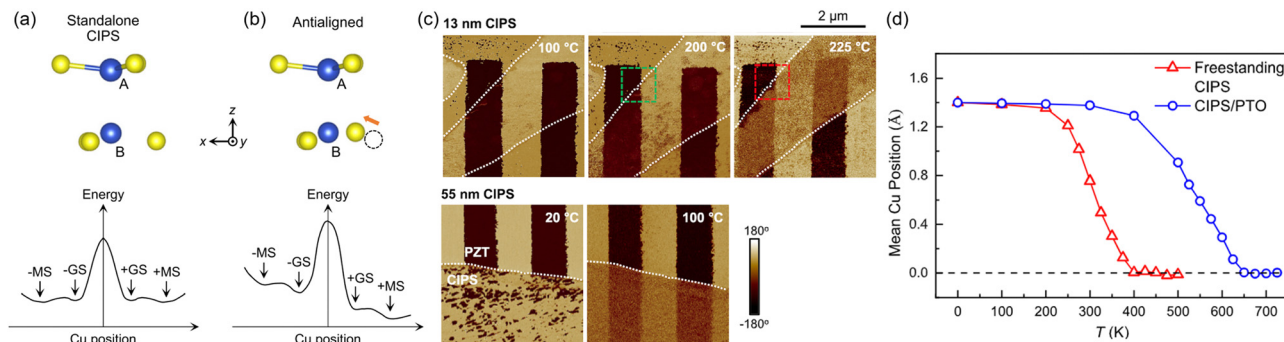 (a)
Standalone
CIPS
A
B
z
x
y
Energy
-MS
-GS
+GS
+MS
Cu position
(b)
Antialigned
A
B
Energy
-MS
-GS
+GS
+MS
Cu position
(c)
13 nm CIPS
2 μm
100 °C
200 °C
225 °C
55 nm CIPS
20 °C
100 °C
PZT
CIPS
180°
-180°
(d)
Mean Cu Position (Å)
1.6
1.2
0.8
0.4
0.0
Freestanding
CIPS
CIPS/PTO
0 100 200 300 400 500 600 700
T (K)